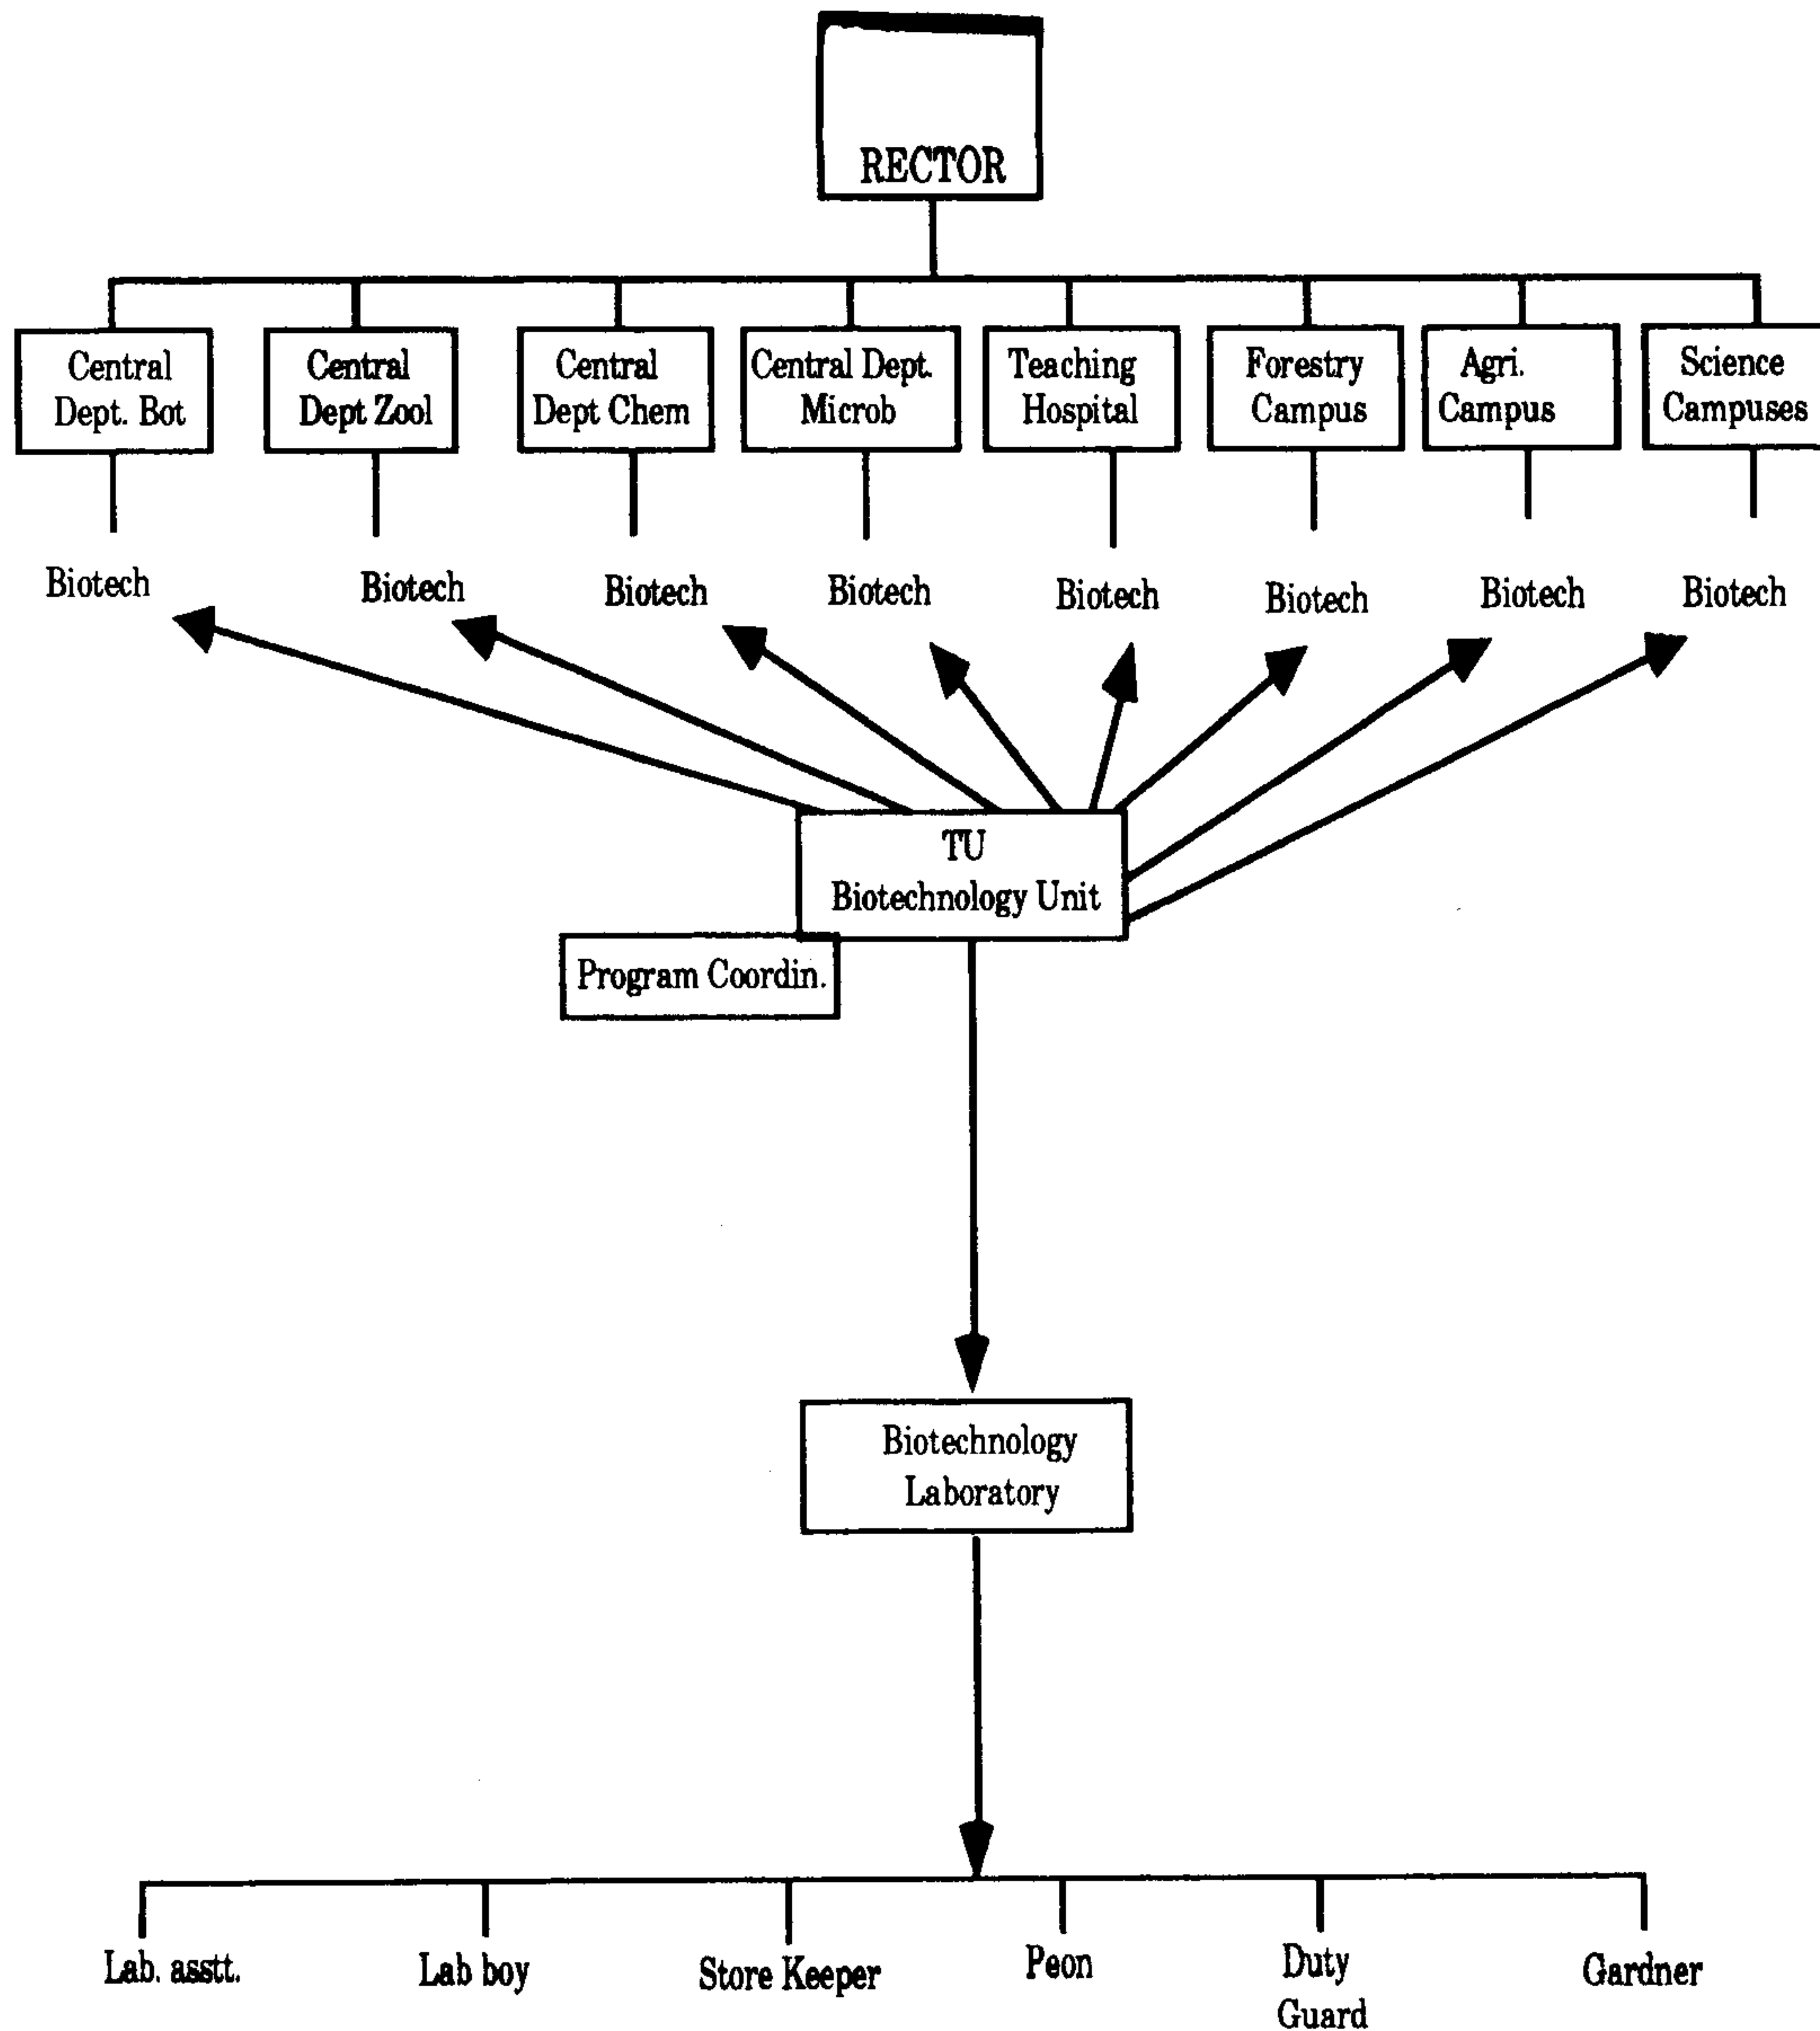 RECTOR
Central
Dept. Bot
Central
Dept Zool
Central
Dept Chem
Central Dept.
Microb
Teaching
Hospital
Forestry
Campus
Agri.
Campus
Science
Campuses
Biotech
Biotech
Biotech
Biotech
Biotech
Biotech
Biotech
Biotech
TU
Biotechnology Unit
Program Coordin.
Biotechnology
Laboratory
Lab. asstt.
Lab boy
Store Keeper
Peon
Duty
Guard
Gardner